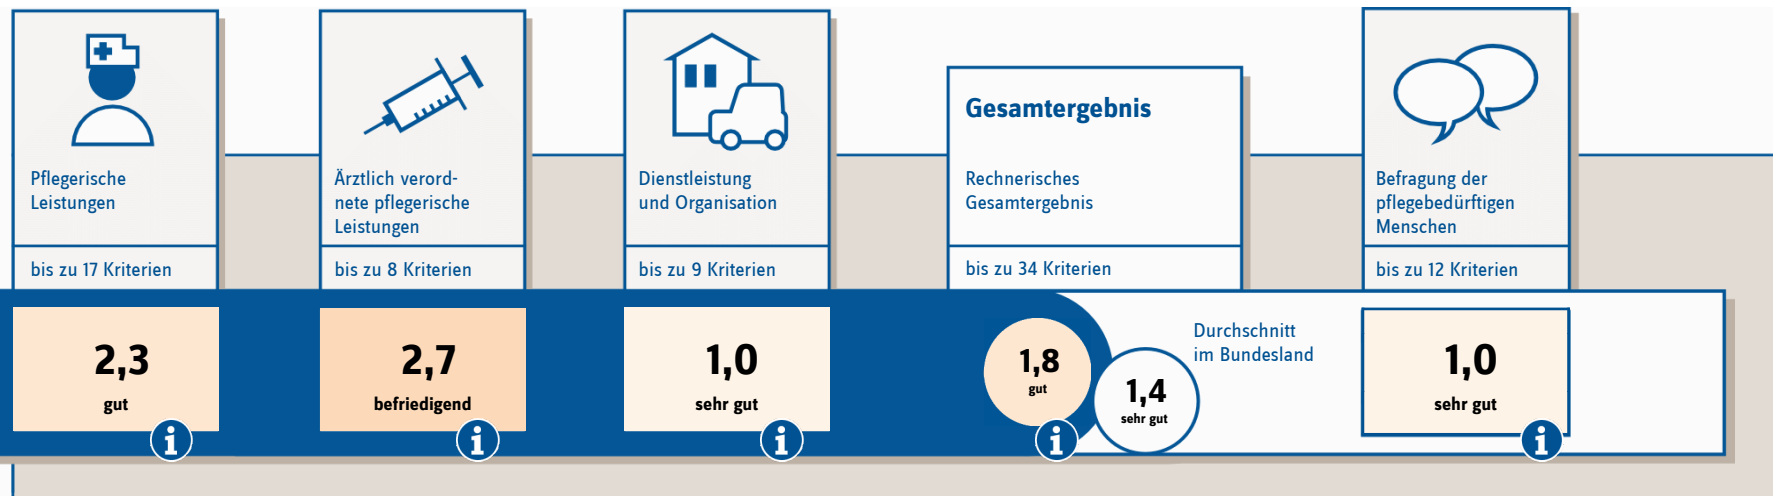 Pflegerische
Leistungen
bis zu 17 Kriterien
2,3
gut
i
Ärztlich verord-
nete pflegerische
Leistungen
bis zu 8 Kriterien
2,7
befriedigend
i
Dienstleistung
und Organisation
bis zu 9 Kriterien
1,0
sehr gut
i
Gesamtergebnis
Rechnerisches
Gesamtergebnis
bis zu 34 Kriterien
1,8
gut
i
1,4
sehr gut
Durchschnitt
im Bundesland
Befragung der
pflegebedürftigen
Menschen
bis zu 12 Kriterien
1,0
sehr gut
i